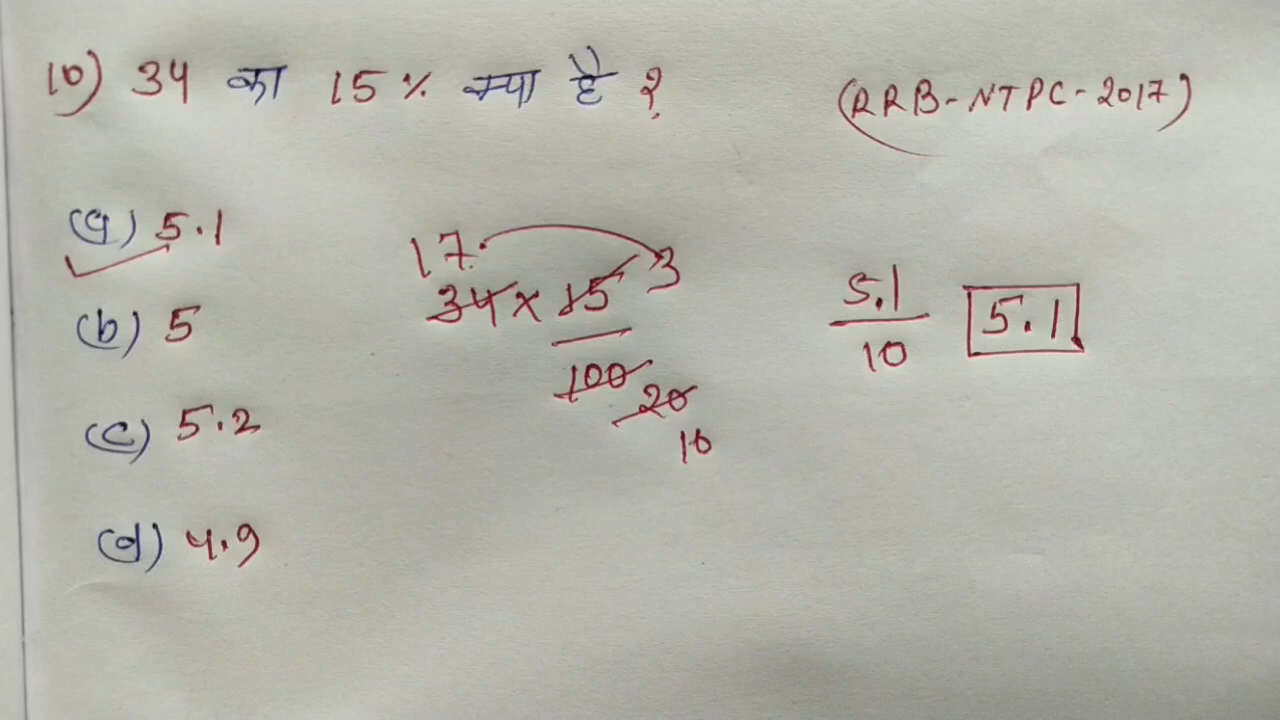 10) 34 का 15% क्या है ? (RRB-NTPC-2017)
(a) 5.1
(b) 5
(c) 5.2
(d) 4.9
17 3
34 x 15
100 20
10
5.1
10
5.1